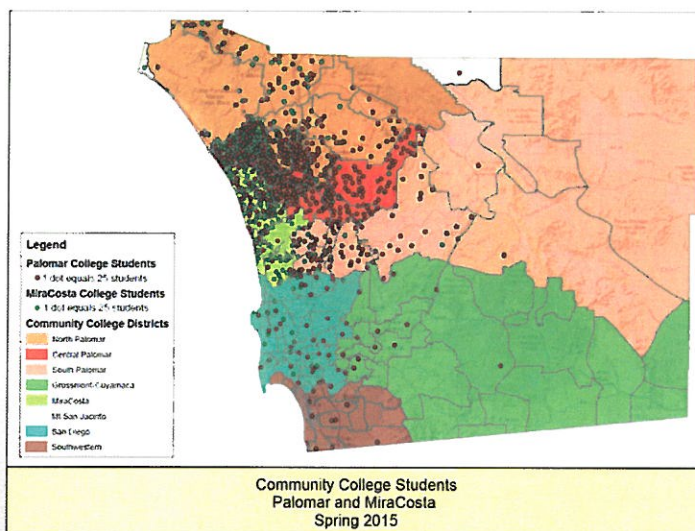 Legend
Palomar College Students
1 dot equals 25 students
MiraCosta College Students
1 dot equals 25 students
Community College Districts
North Palomar
Central Palomar
South Palomar
Grossmont-Cuyamaca
MiraCosta
Mt San Jacinto
San Diego
Southwestern
Community College Students
Palomar and MiraCosta
Spring 2015